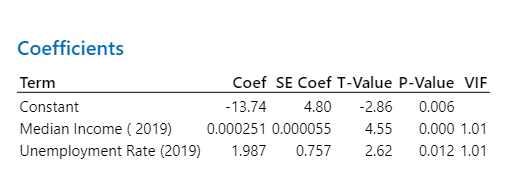 Coefficients
Term Coef SE Coef T-Value P-Value VIF
Constant -13.74 4.80 -2.86 0.006
Median Income ( 2019) 0.000251 0.000055 4.55 0.000 1.01
Unemployment Rate (2019) 1.987 0.757 2.62 0.012 1.01